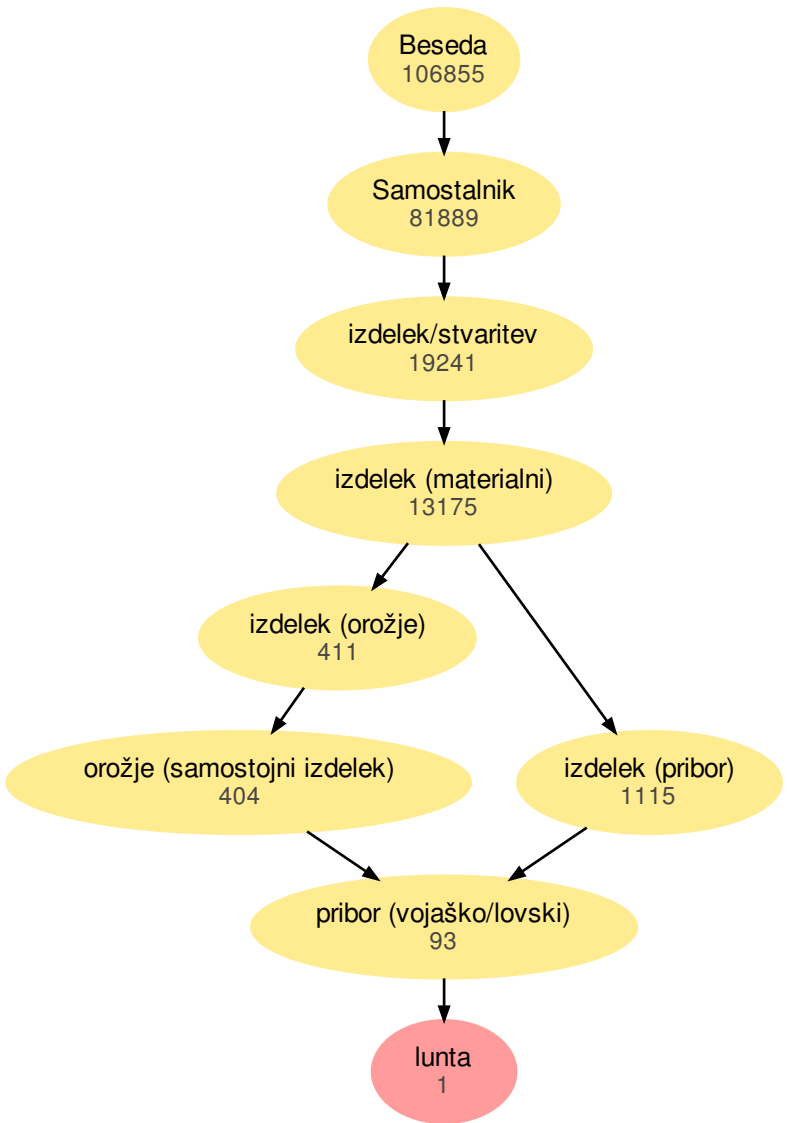 Beseda
106855
Samostalnik
81889
izdelek/stvaritev
19241
izdelek (materialni)
13175
izdelek (orožje)
411
orožje (samostojni izdelek)
404
izdelek (pribor)
1115
pribor (vojaško/lovski)
93
lunta
1